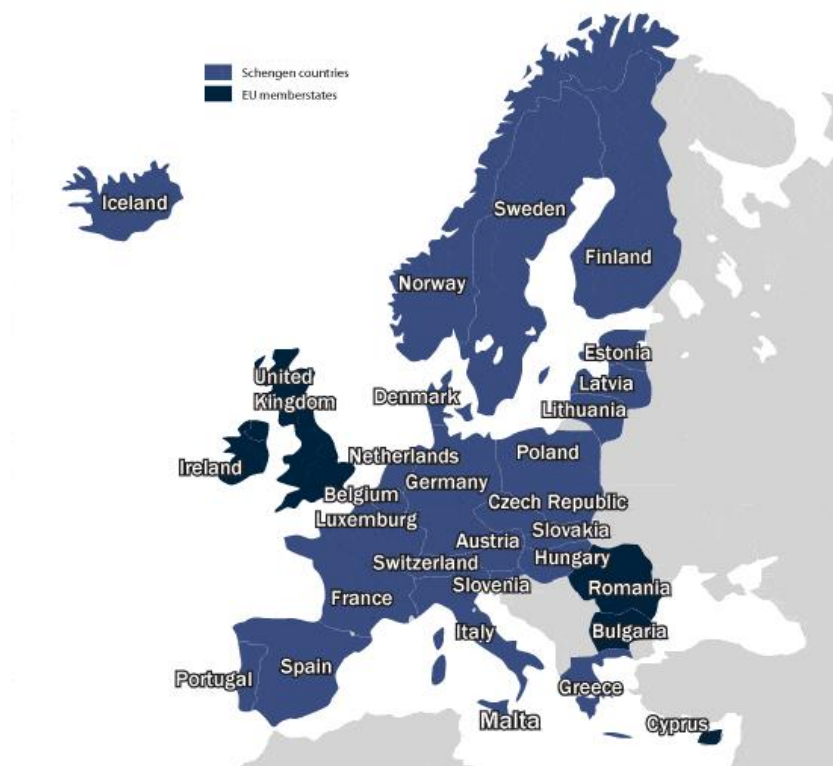 Schengen countries
EU memberstates
Iceland
Sweden
Finland
Norway
Estonia
United
Kingdom
Denmark
Latvia
Lithuania
Ireland
Netherlands
Poland
Germany
Belgium
Czech Republic
Luxemburg
Slovakia
Austria
Hungary
Switzerland
Slovenia
Romania
France
Italy
Bulgaria
Spain
Portugal
Greece
Malta
Cyprus